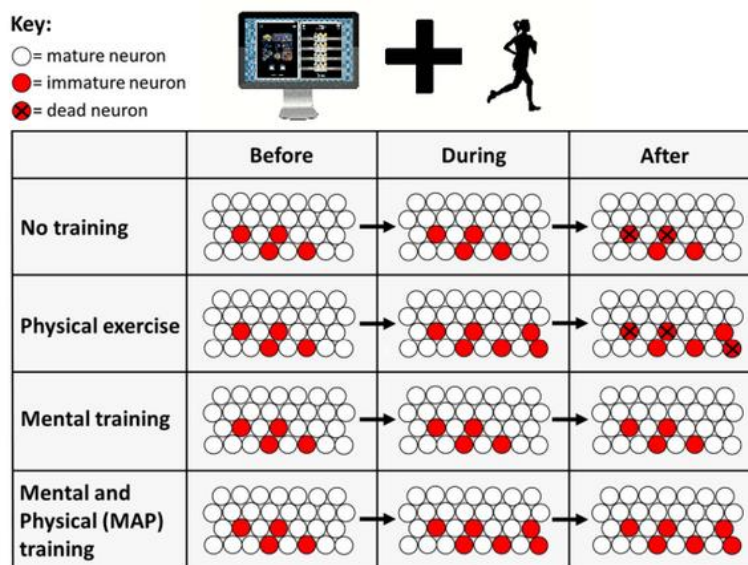 Key:
= mature neuron
= immature neuron
= dead neuron
Before During After
No training
Physical exercise
Mental training
Mental and
Physical (MAP)
training